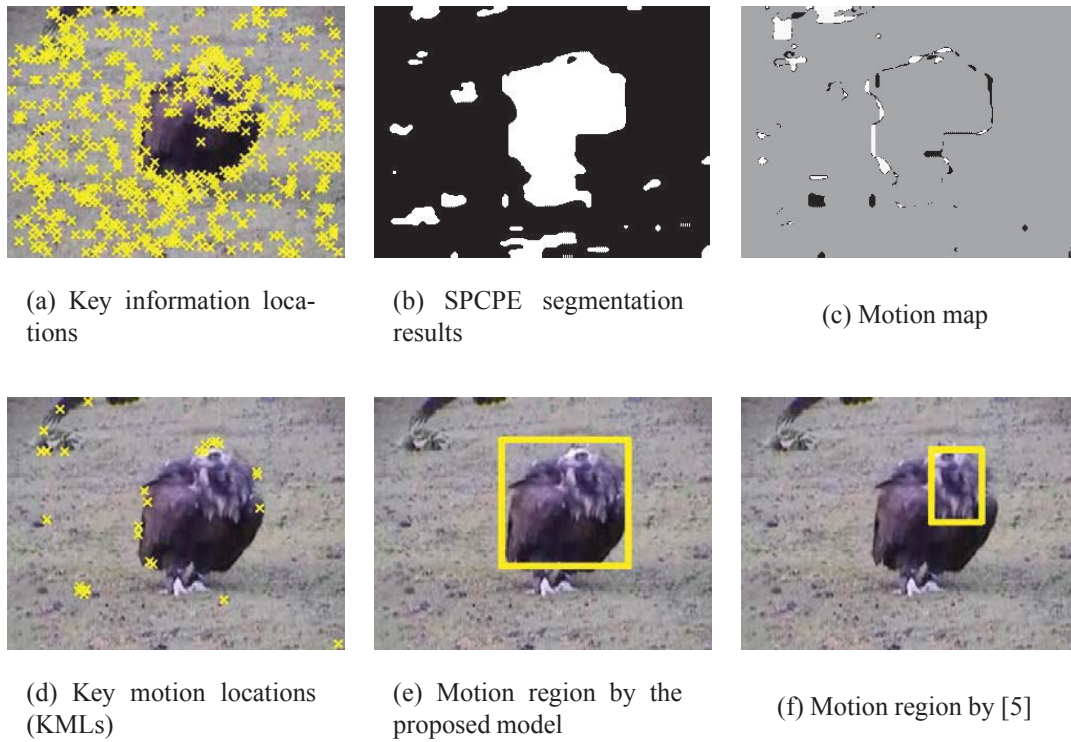 (a) Key information loca-
tions
(b) SPCPE segmentation
results
(c) Motion map
(d) Key motion locations
(KMLs)
(e) Motion region by the
proposed model
(f) Motion region by [5]